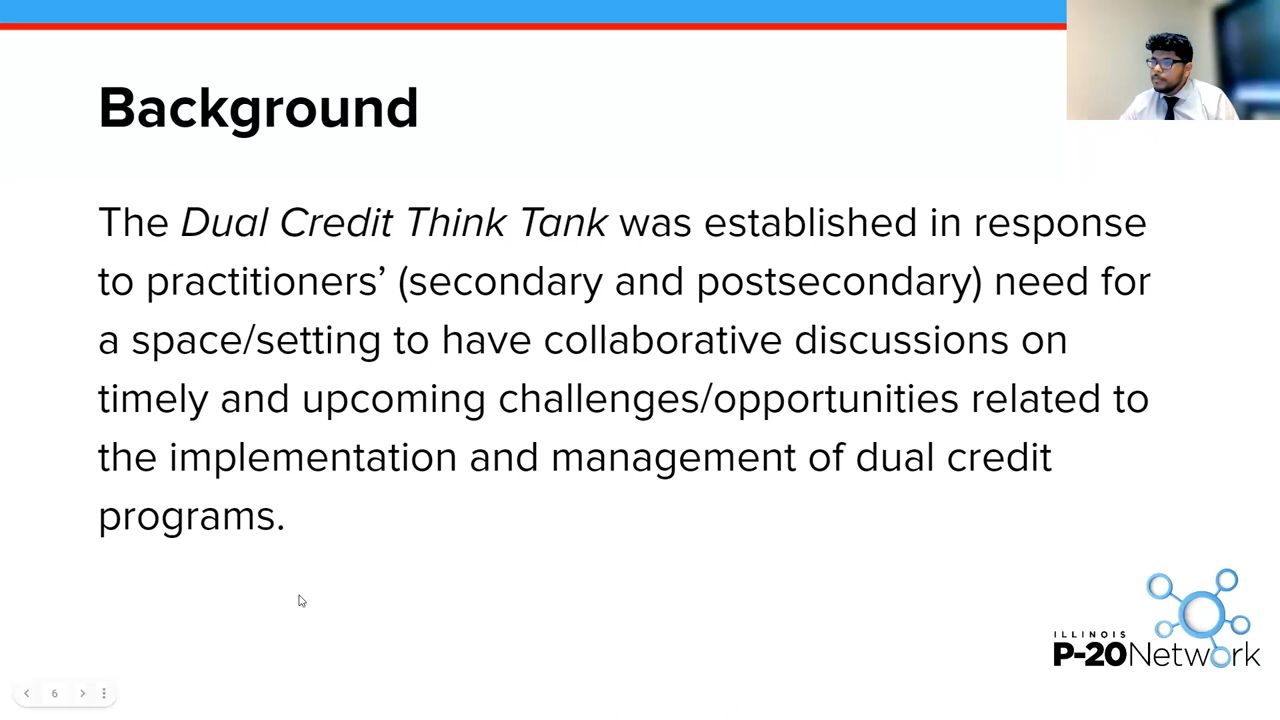 Background
The Dual Credit Think Tank was established in response
to practitioners’ (secondary and postsecondary) need for
a space/setting to have collaborative discussions on
timely and upcoming challenges/opportunities related to
the implementation and management of dual credit
programs.
ILLINOIS
P-20Network
6